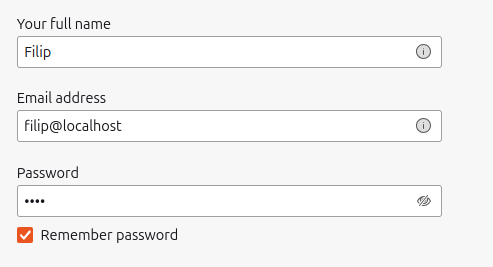 Your full name
Filip
Email address
filip@localhost
Password
••••
Remember password